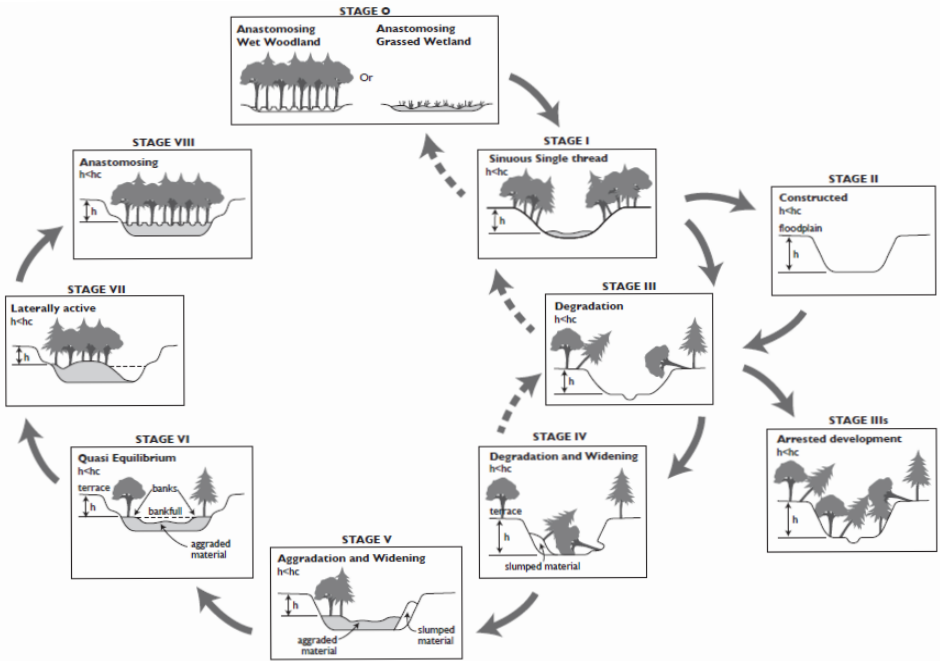 STAGE O
Anastomosing
Wet Woodland
Or
Anastomosing
Grassed Wetland
STAGE I
Sinuous Single thread
h<hc
h
STAGE II
Constructed
h<hc
floodplain
h
STAGE III
Degradation
h<hc
h
STAGE IIIs
Arrested development
h<hc
h
STAGE IV
Degradation and Widening
h<hc
terrace
h
slumped material
STAGE V
Aggradation and Widening
h<hc
h
aggraded
material
slumped
material
STAGE VI
Quasi Equilibrium
h<hc
terrace
banks
h
bankfull
aggraded
material
STAGE VII
Laterally active
h<hc
h
STAGE VIII
Anastomosing
h<hc
h